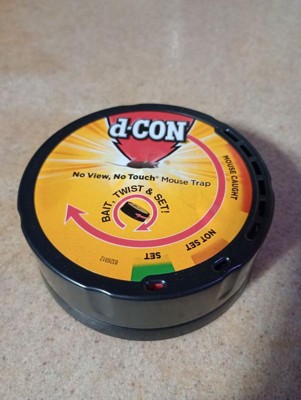 d-CON
No View, No Touch® Mouse Trap
BAIT, TWIST & SET!
MOUSE CAUGHT
NOT SET
SET